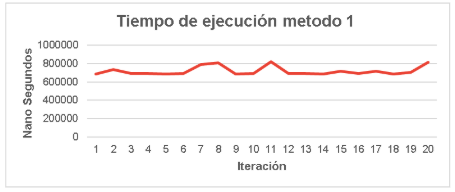 Tiempo de ejecución metodo 1
1000000
800000
600000
400000
200000
0
Nano Segundos
1 2 3 4 5 6 7 8 9 10 11 12 13 14 15 16 17 18 19 20
Iteración